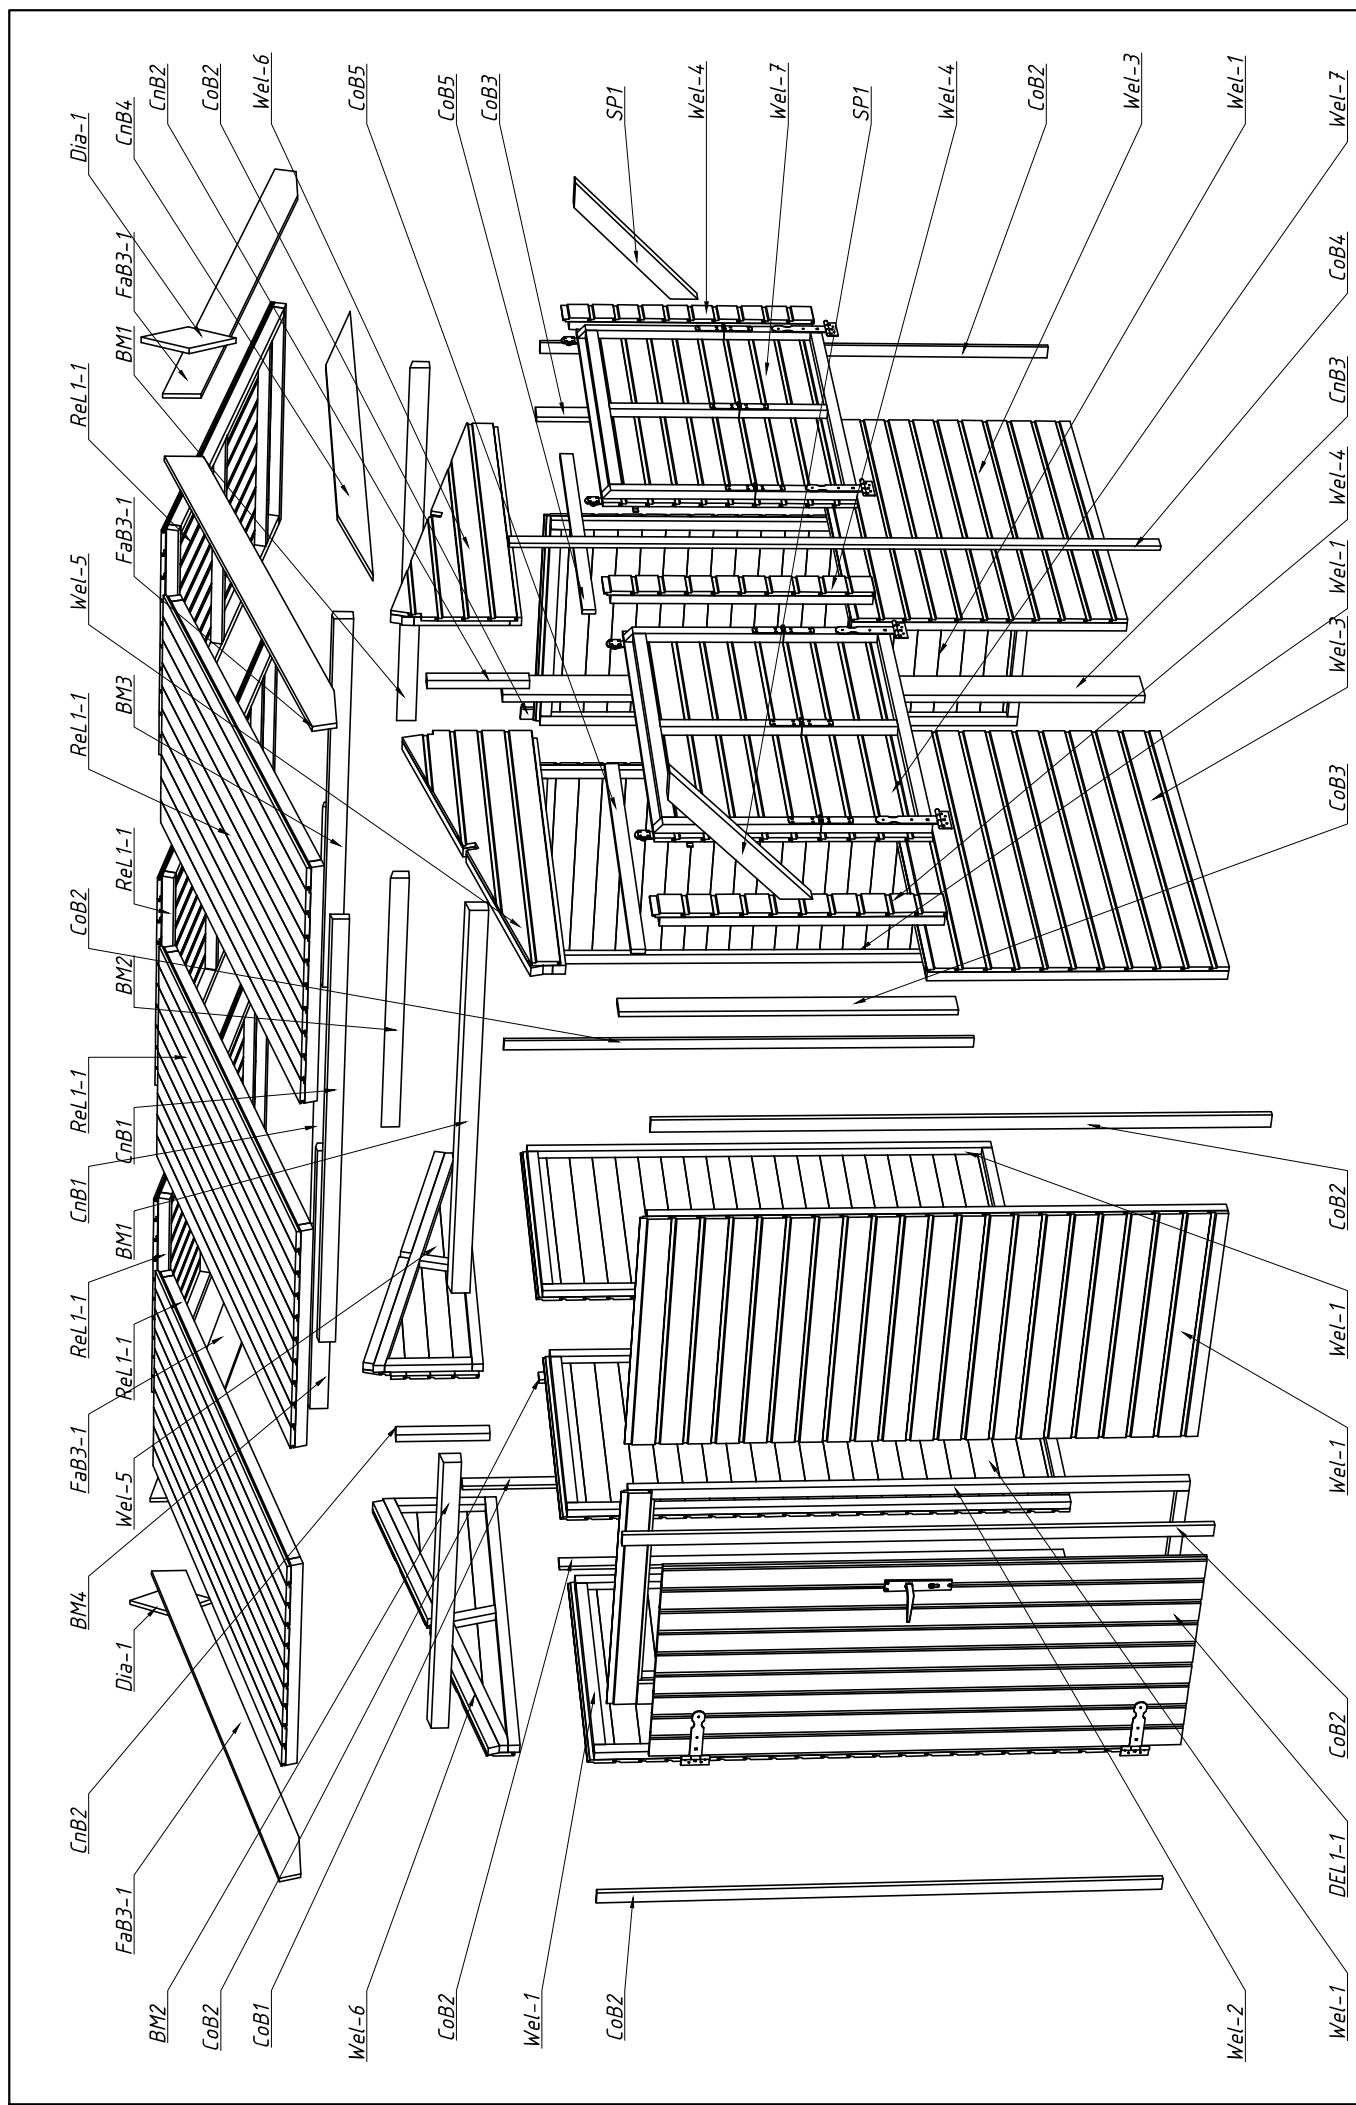 CnB2
BM4
FaB3-1
ReL1-1
CnB1
ReL1-1
CoB2
ReL1-1
Wel-5
ReL1-1
Dia-1
FaB3-1
Dia-1
Wel-5
ReL1-1
BM1
CnB1
BM2
ReL1-1
BM3
FaB3-1
BM1
FaB3-1
CnB4
BM2
CnB2
CoB2
CoB2
CoB1
Wel-6
Wel-6
CoB5
CoB2
CoB5
CoB3
Wel-1
CoB2
SP1
Wel-4
Wel-7
SP1
Wel-4
CoB2
Wel-3
Wel-2
Wel-1
Wel-1
DEL1-1
CoB2
Wel-1
Wel-1
CoB2
CoB3
Wel-3
Wel-1
Wel-4
CnB3
CoB4
Wel-7